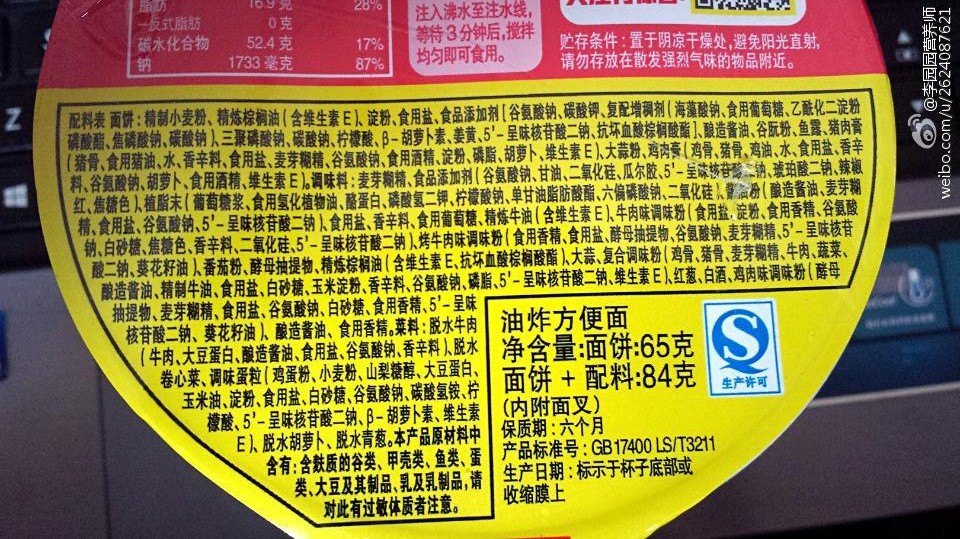 脂肪 16.9 克 28%
一反式脂肪 0 克
碳水化合物 52.4 克 17%
钠 1733 毫克 87%
注入沸水至注水线,
等待3分钟后,搅拌
均匀即可食用。
贮存条件:置于阴凉干燥处,避免阳光直射,
请勿存放在散发强烈气味的物品附近。
配料表 面饼:精制小麦粉、精炼棕榈油(含维生素E)、淀粉、食用盐、食品添加剂[谷氨酸钠、碳酸钾、复配增稠剂(海藻酸钠、食用葡萄糖、乙酰化二淀粉
磷酸酯、焦磷酸钠、碳酸钠)、三聚磷酸钠、碳酸钠、柠檬酸、β-胡萝卜素、姜黄、5'-呈味核苷酸二钠、抗坏血酸棕榈酸酯]、酿造酱油、谷朊粉、鱼露、猪肉膏
(猪骨、食用猪油、水、香辛料、食用盐、麦芽糊精、谷氨酸钠、食用酒精、淀粉、磷脂、维生素E)、大蒜粉、鸡肉膏(鸡骨、猪骨、鸡油、水、食用盐、香辛
料、谷氨酸钠、胡萝卜、食用酒精、维生素E)。调味料:麦芽糊精、食品添加剂(谷氨酸钠、甘油、二氧化硅、瓜尔胶、5'-呈味核苷酸二钠、琥珀酸二钠、辣椒
红、焦糖色)、植脂末(葡萄糖浆、食用氢化植物油、酪蛋白、磷酸氢二钾、柠檬酸钠、单甘油脂肪酸酯、六偏磷酸钠、二氧化硅)、粉(酿造酱油、麦芽糊
精、食用盐、谷氨酸钠、5'-呈味核苷酸二钠)、食用盐、香辛料、食用葡萄糖、精炼牛油(含维生素E)、牛肉味调味粉(食用盐、淀粉、食用香精、谷氨酸
钠、白砂糖、焦糖色、香辛料、二氧化硅、5'-呈味核苷酸二钠)、烤牛肉味调味粉(食用香精、食用盐、酵母抽提物、谷氨酸钠、麦芽糊精、5'-呈味核苷
酸二钠、葵花籽油)、番茄粉、酵母抽提物、精炼棕榈油(含维生素E、抗坏血酸棕榈酸酯)、大蒜、复合调味粉(鸡骨、猪骨、麦芽糊精、牛肉、蔬菜、
酿造酱油、精制牛油、食用盐、白砂糖、玉米淀粉、香辛料、谷氨酸钠、磷脂、5'-呈味核苷酸二钠、维生素E)、红葱、白酒、鸡肉味调味粉(酵母
抽提物、麦芽糊精、食用盐、谷氨酸钠、白砂糖、食用香精、5'-呈味
核苷酸二钠、葵花籽油)、酿造酱油、食用香精。菜料:脱水牛肉
(牛肉、大豆蛋白、酿造酱油、食用盐、谷氨酸钠、香辛料)、脱水
卷心菜、调味蛋粒(鸡蛋粉、小麦粉、山梨糖醇、大豆蛋白、
玉米油、淀粉、食用盐、白砂糖、谷氨酸钠、碳酸氢铵、柠
檬酸、5'-呈味核苷酸二钠、β-胡萝卜素、维生素
E)、脱水胡萝卜、脱水青葱。本产品原材料中
含有:含麸质的谷类、甲壳类、鱼类、蛋
类、大豆及其制品、乳及乳制品,请
对此有过敏体质者注意。
油炸方便面
净含量:面饼:65克
面饼 + 配料:84克
(内附面叉)
保质期:六个月
产品标准号:GB17400 LS/T3211
生产日期:标示于杯子底部或
收缩膜上
生产许可
@李园园营养师
weibo.com/u/2624087621